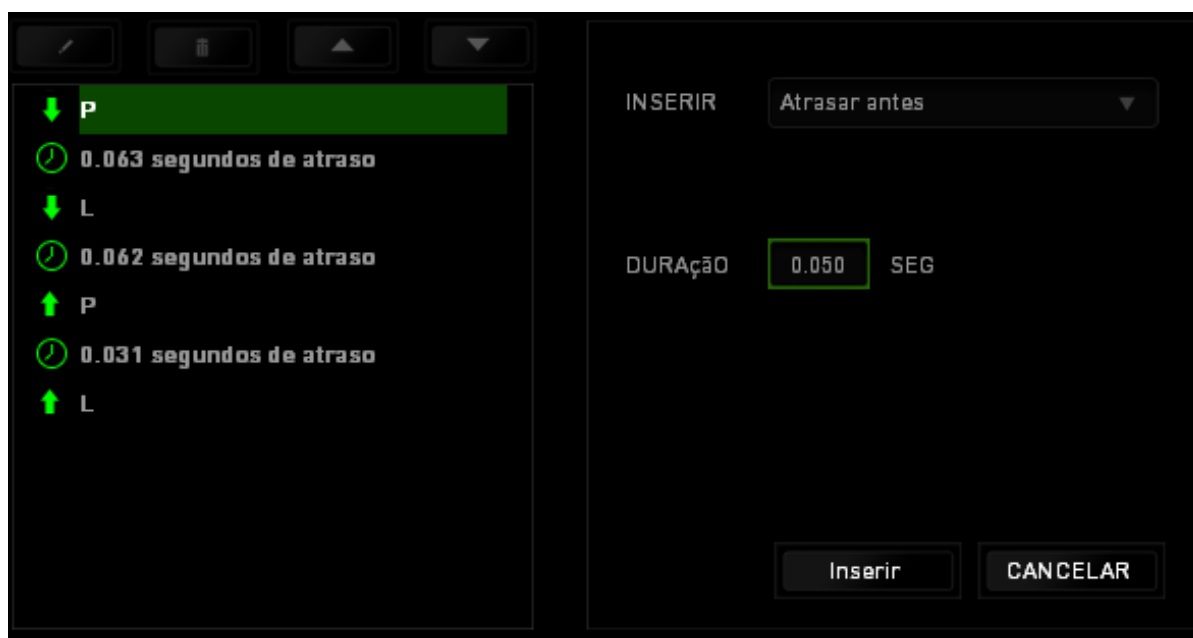 P
0.063 segundos de atraso
L
0.062 segundos de atraso
P
0.031 segundos de atraso
L
INSERIR Atrasar antes
DURAçãO 0.050 SEG
Inserir CANCELAR